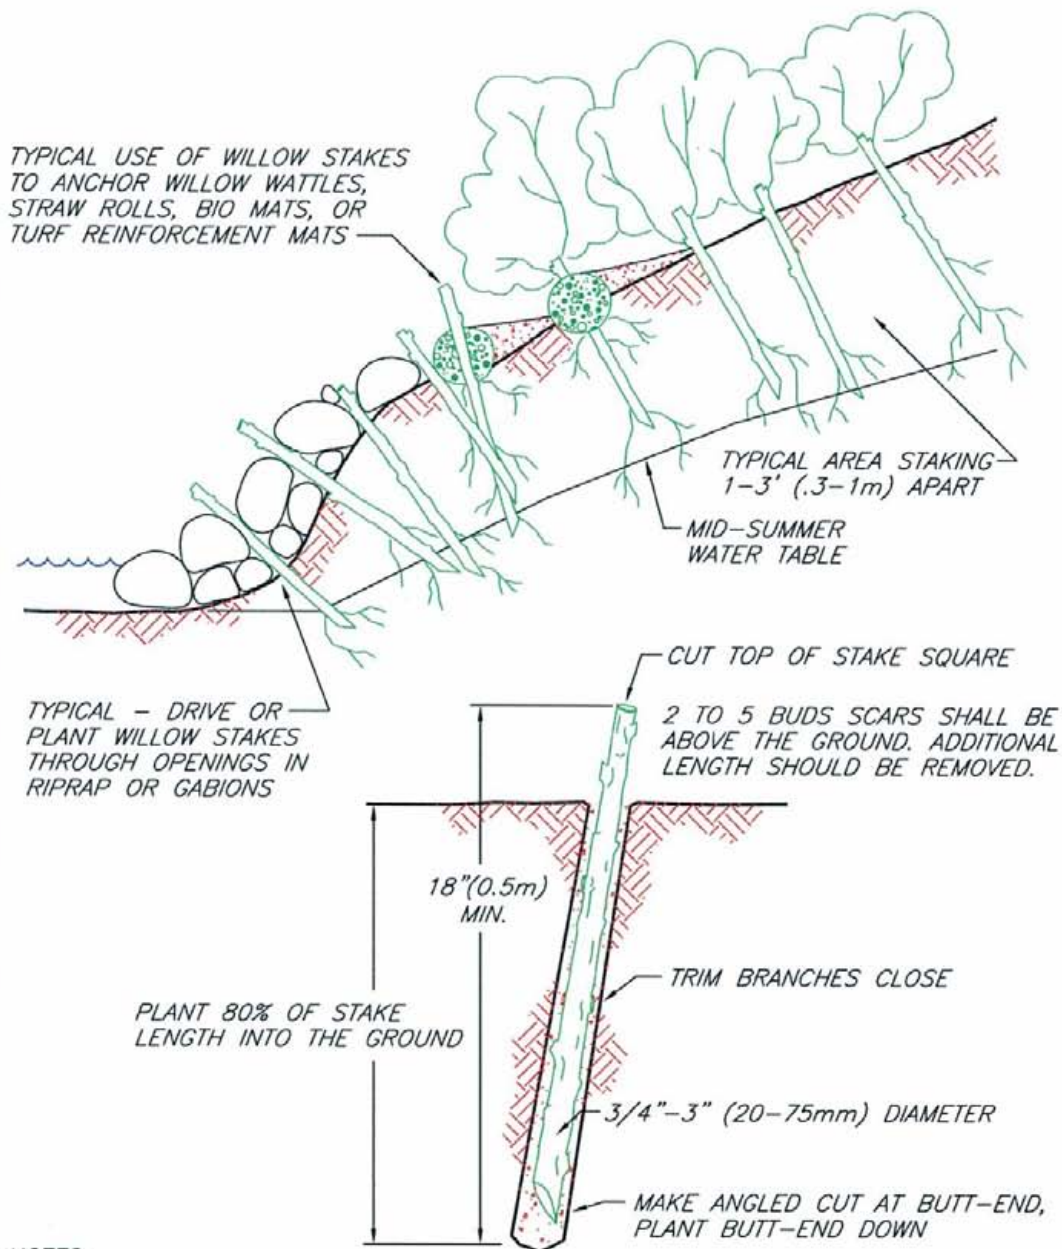 TYPICAL USE OF WILLOW STAKES
TO ANCHOR WILLOW WATTLES,
STRAW ROLLS, BIO MATS, OR
TURF REINFORCEMENT MATS
TYPICAL AREA STAKING
1-3' (.3-1m) APART
MID-SUMMER
WATER TABLE
TYPICAL - DRIVE OR
PLANT WILLOW STAKES
THROUGH OPENINGS IN
RIPRAP OR GABIONS
CUT TOP OF STAKE SQUARE
2 TO 5 BUDS SCARS SHALL BE
ABOVE THE GROUND. ADDITIONAL
LENGTH SHOULD BE REMOVED.
18"(0.5m)
MIN.
TRIM BRANCHES CLOSE
PLANT 80% OF STAKE
LENGTH INTO THE GROUND
3/4"-3" (20-75mm) DIAMETER
MAKE ANGLED CUT AT BUTT-END,
PLANT BUTT-END DOWN